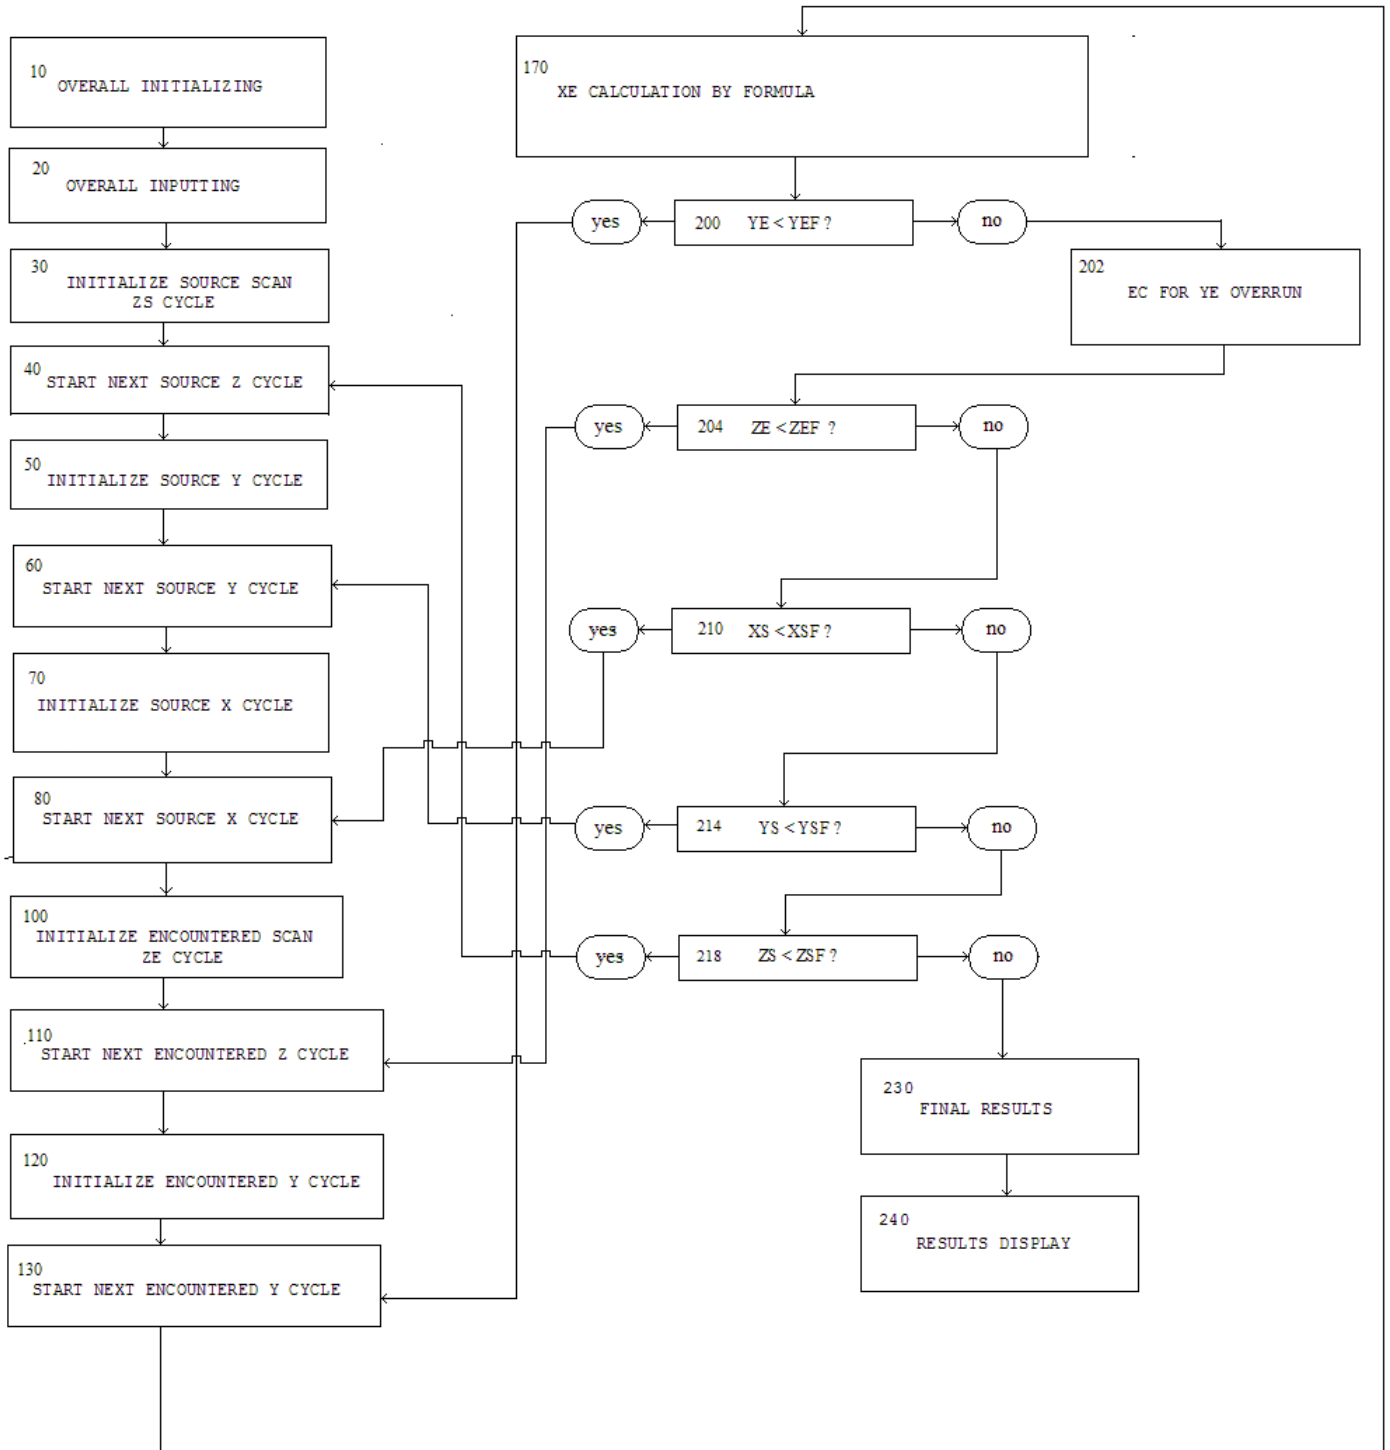 10
OVERALL INITIALIZING
20
OVERALL INPUTTING
30
INITIALIZE SOURCE SCAN
ZS CYCLE
40
START NEXT SOURCE Z CYCLE
50
INITIALIZE SOURCE Y CYCLE
60
START NEXT SOURCE Y CYCLE
70
INITIALIZE SOURCE X CYCLE
80
START NEXT SOURCE X CYCLE
100
INITIALIZE ENCOUNTERED SCAN
ZE CYCLE
110
START NEXT ENCOUNTERED Z CYCLE
120
INITIALIZE ENCOUNTERED Y CYCLE
130
START NEXT ENCOUNTERED Y CYCLE
170
XE CALCULATION BY FORMULA
yes
200 YE < YEF ?
no
202
EC FOR YE OVERRUN
yes
204 ZE < ZEF ?
no
yes
210 XS < XSF ?
no
yes
214 YS < YSF ?
no
yes
218 ZS < ZSF ?
no
230
FINAL RESULTS
240
RESULTS DISPLAY